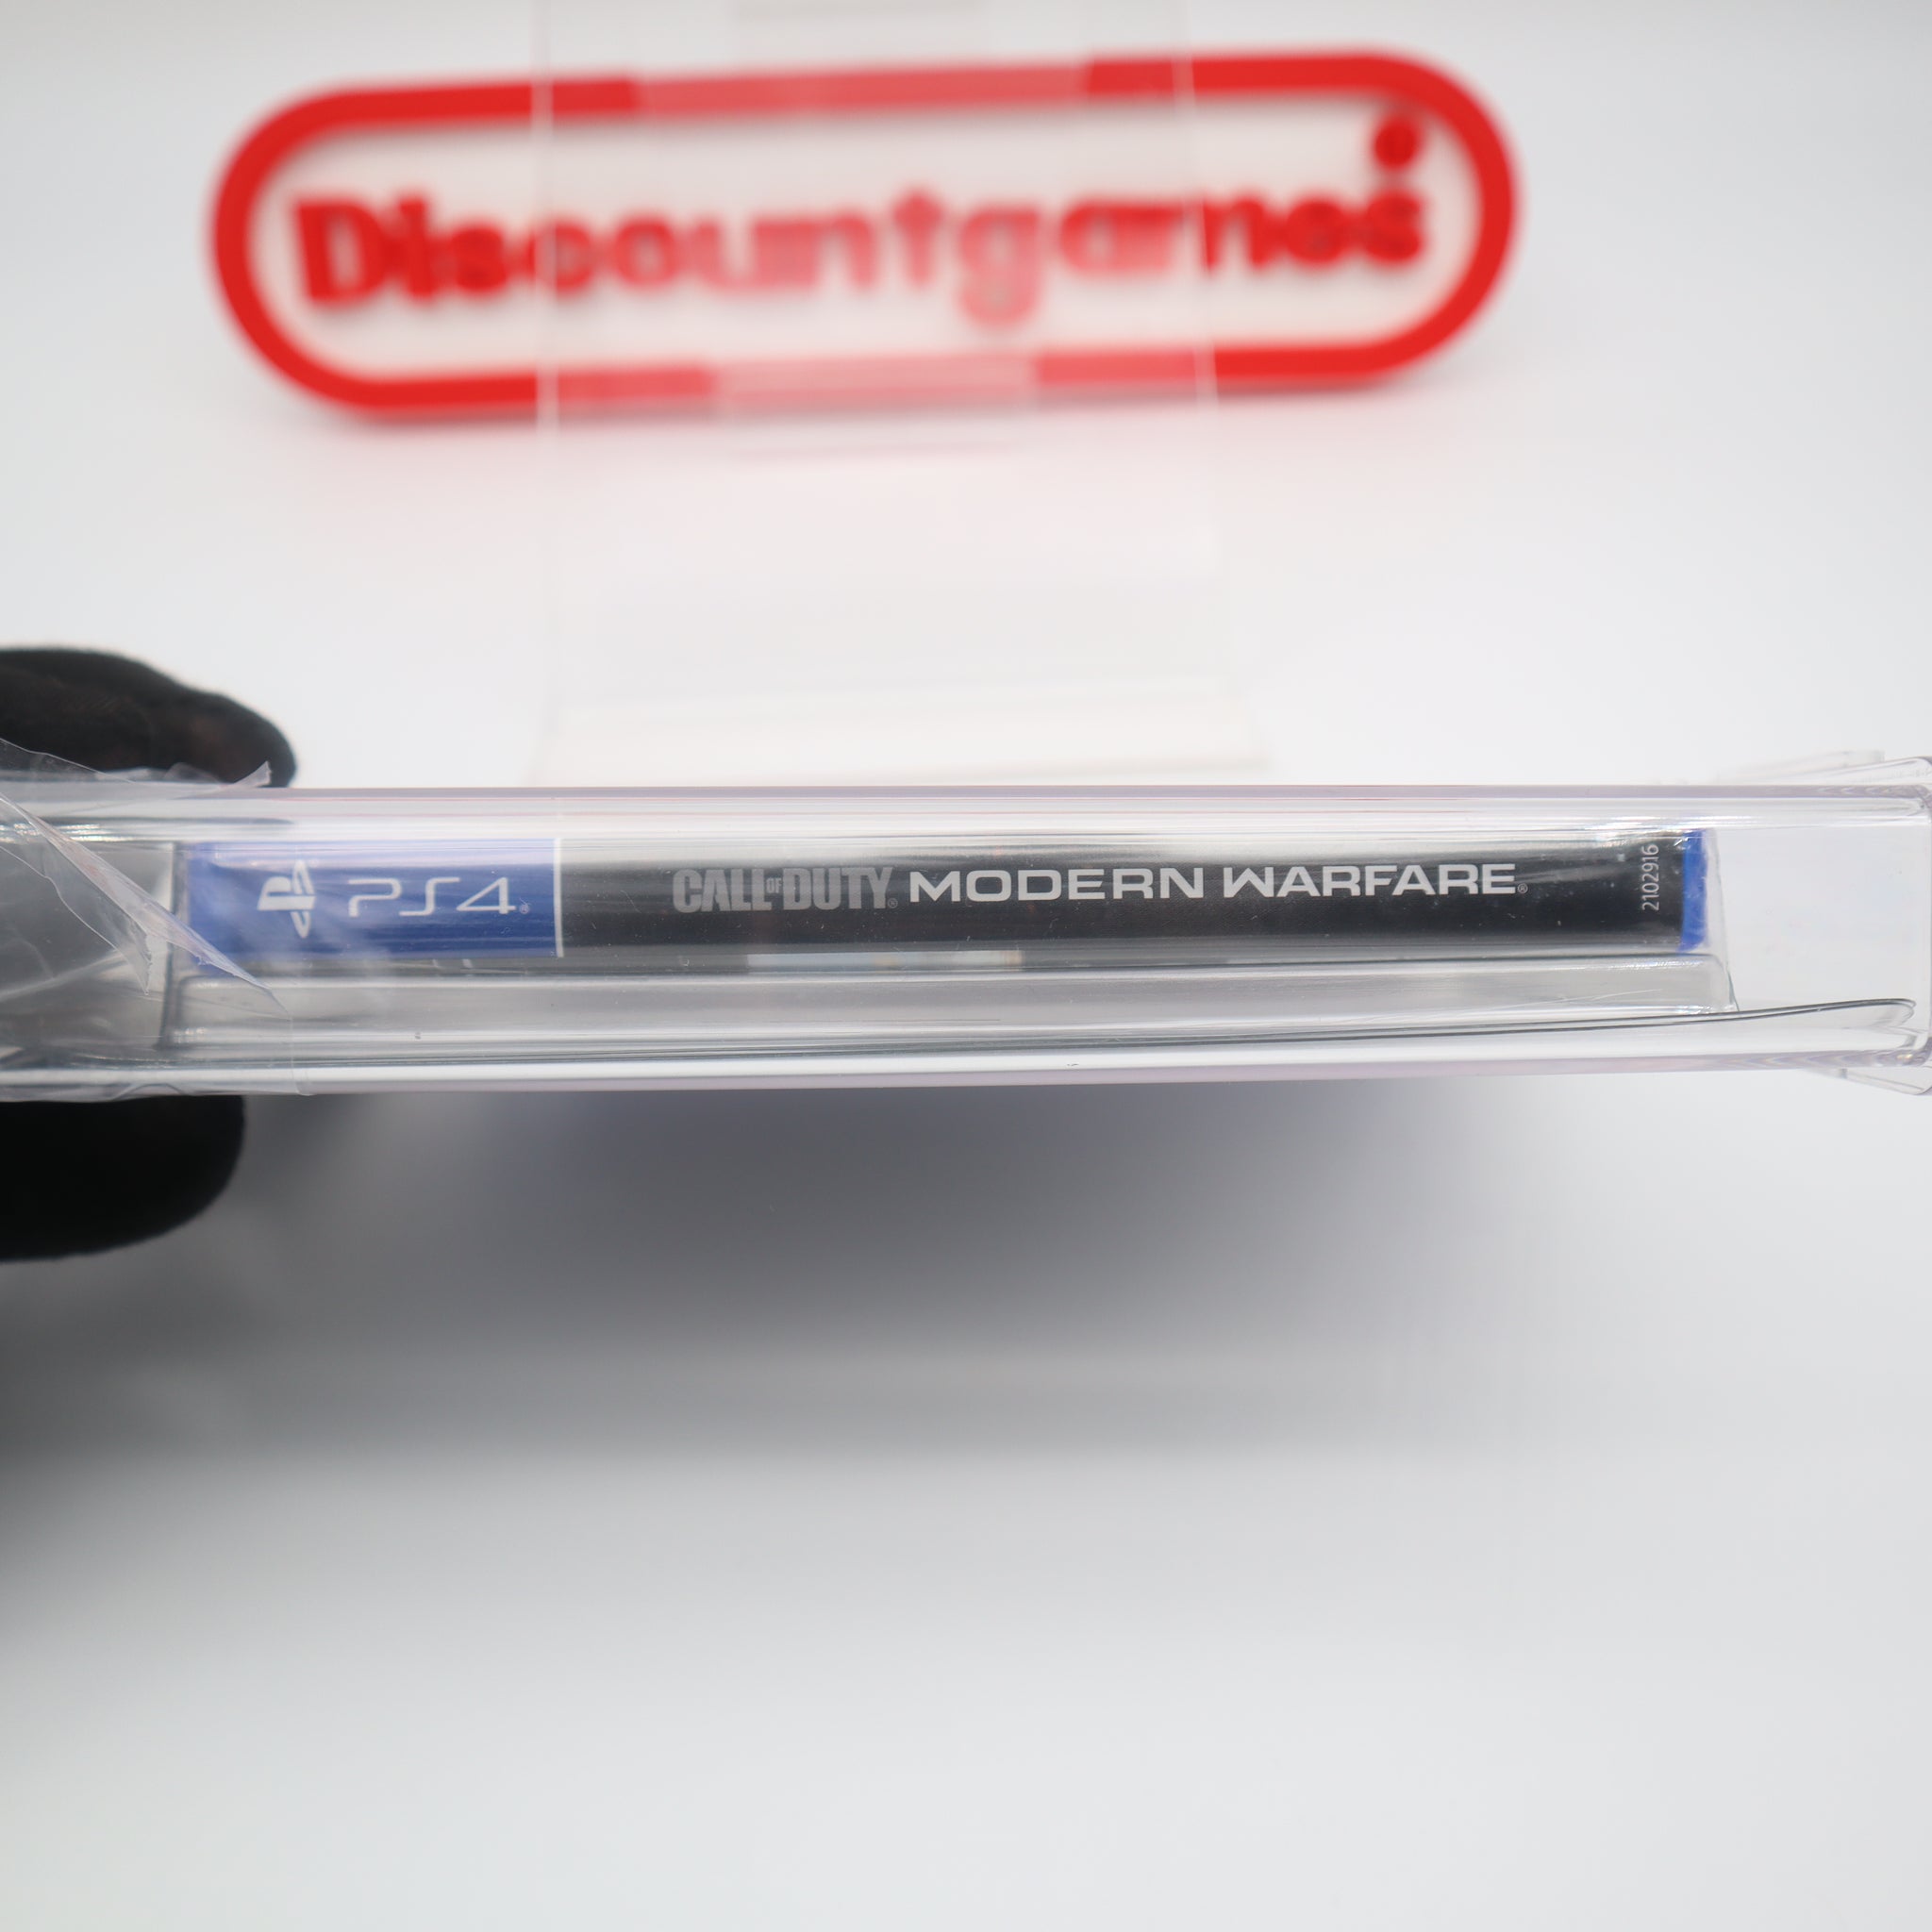 Discountgames
PS4®
CALL OF DUTY® MODERN WARFARE®
2102916